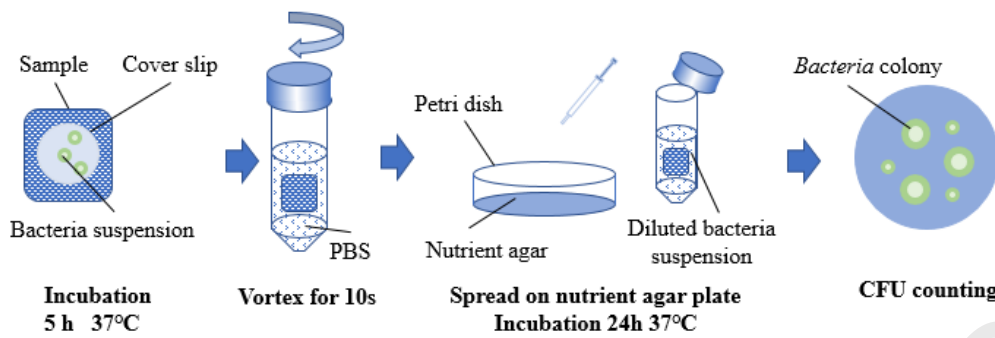 Sample
Cover slip
Bacteria suspension
Incubation
5 h 37°C
PBS
Vortex for 10s
Petri dish
Nutrient agar
Diluted bacteria
suspension
Spread on nutrient agar plate
Incubation 24h 37°C
Bacteria colony
CFU counting